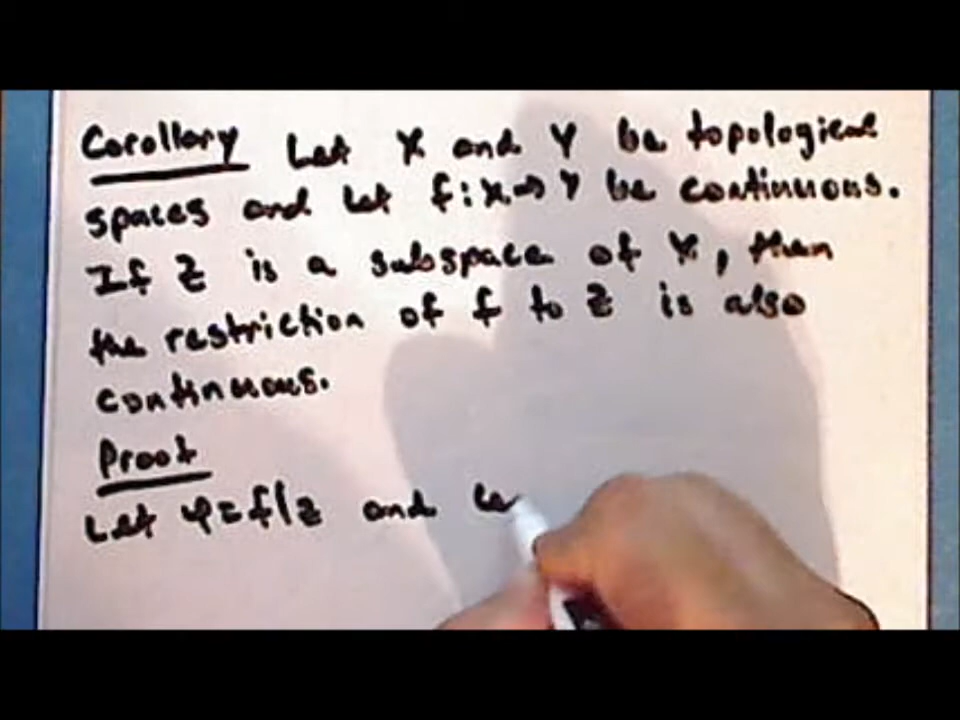 Corollary Let X and Y be topological
spaces and let f: X → Y be continuous.
If Z is a subspace of X, then
the restriction of f to Z is also
continuous.
Proof
Let φ=f|Z and le